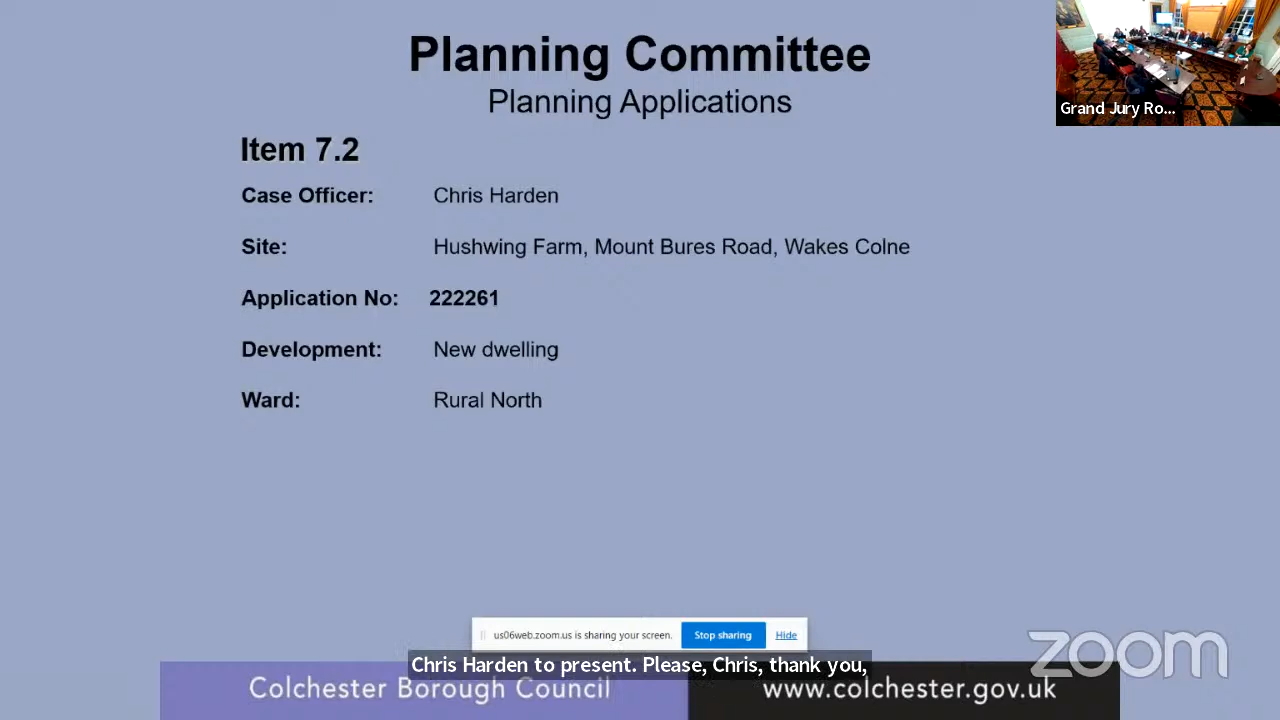 Planning Committee
Planning Applications
Grand Jury Ro...
Item 7.2
Case Officer: Chris Harden
Site: Hushwing Farm, Mount Bures Road, Wakes Colne
Application No: 222261
Development: New dwelling
Ward: Rural North
us06web.zoom.us is sharing your screen. Stop sharing Hide
zoom
Chris Harden to present. Please, Chris, thank you,
Colchester Borough Council www.colchester.gov.uk